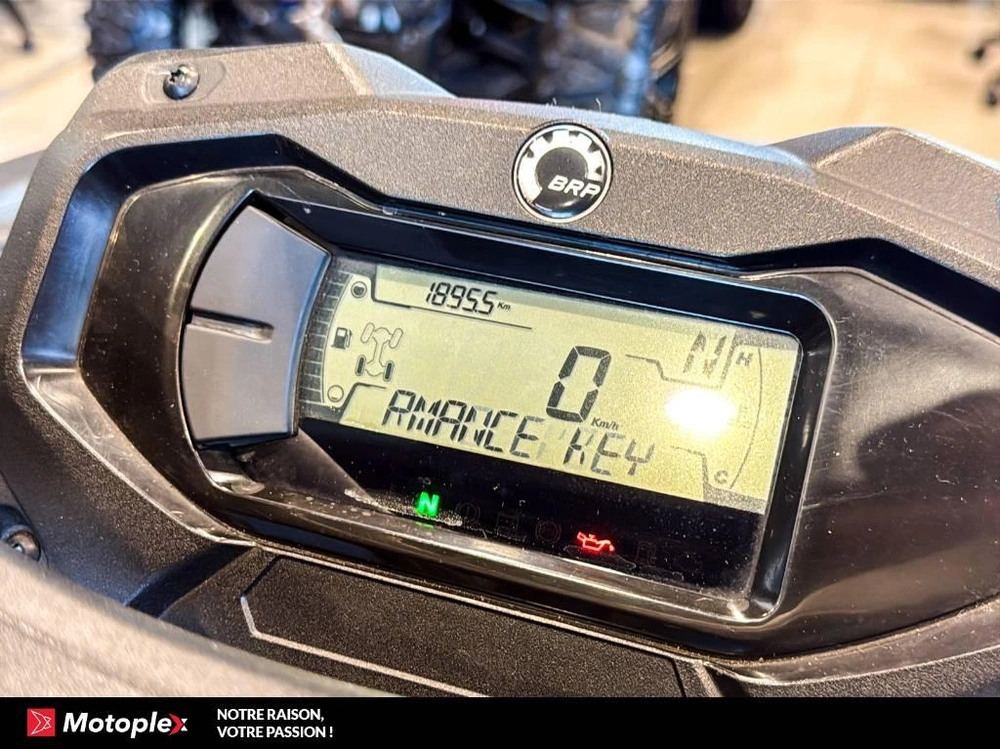 BRP
1895.5 Km
N H
0 Km/h
RMANCE KEY
C
N
Motoplex
NOTRE RAISON,
VOTRE PASSION !